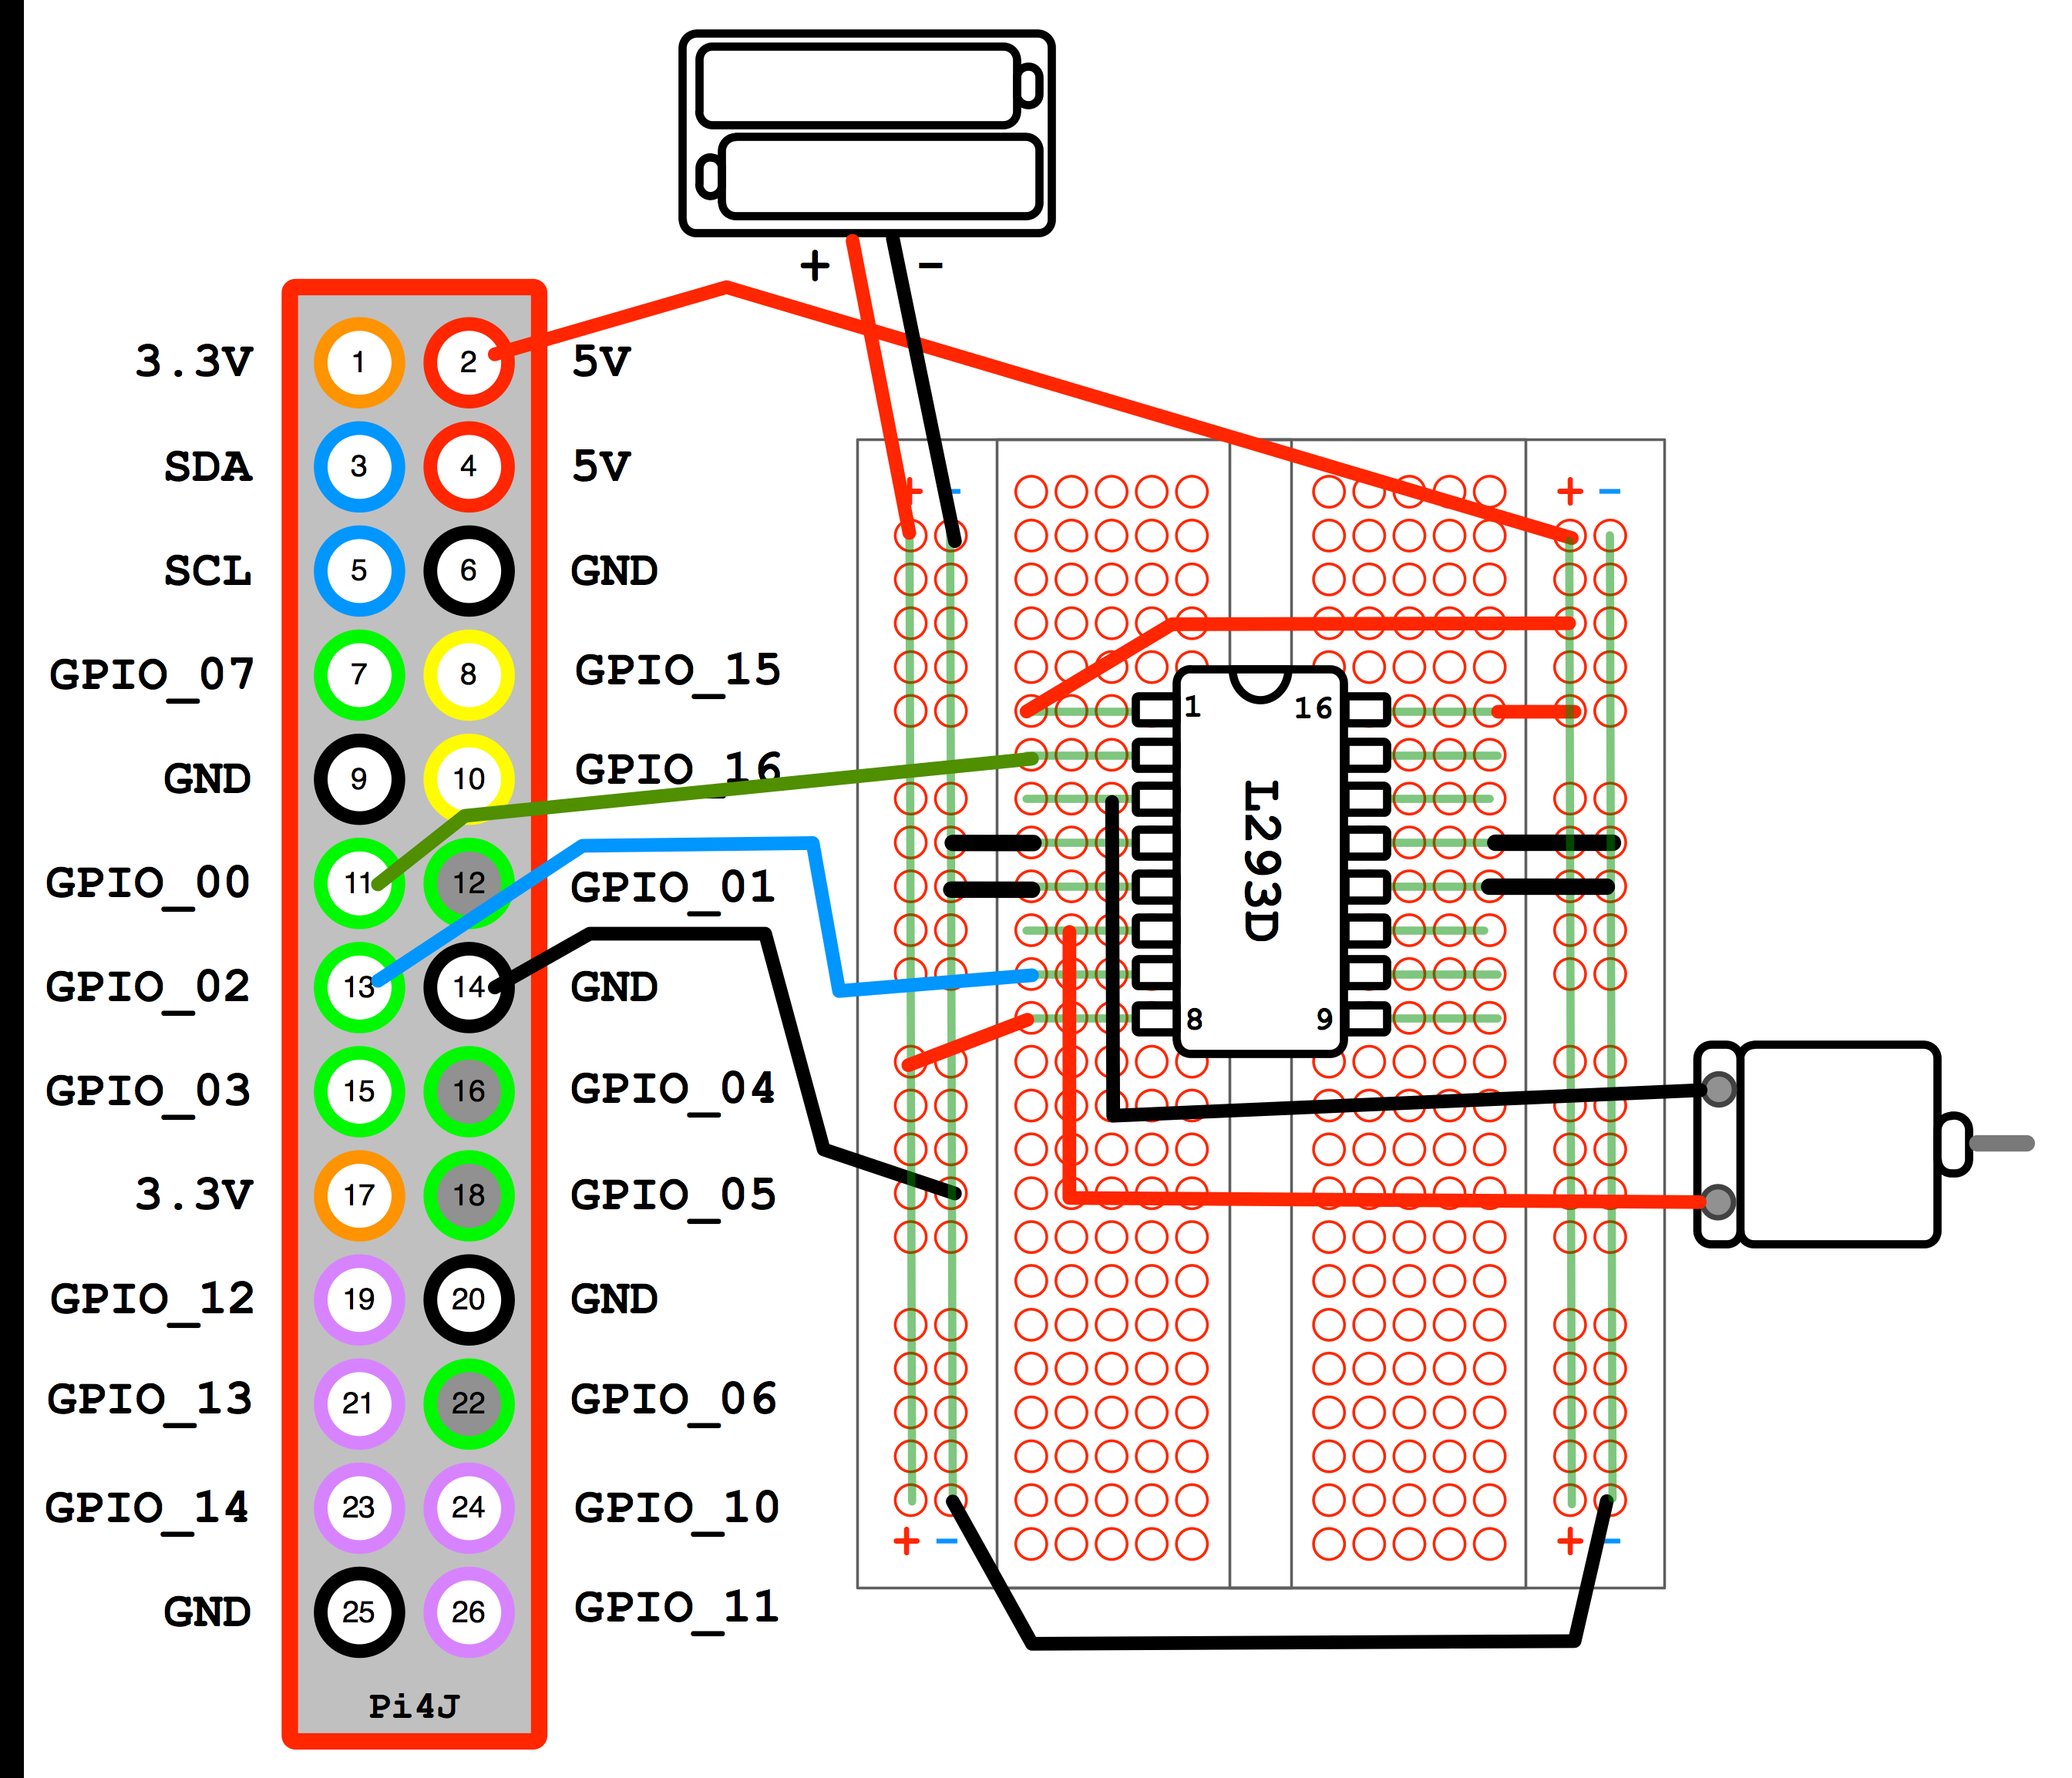 + -
3.3V 1 2 5V
SDA 3 4 5V
+ - + -
SCL 5 6 GND
GPIO_07 7 8 GPIO_15
1 16
GND 9 10 GPIO_16
L293D
GPIO_00 11 12 GPIO_01
GPIO_02 13 14 GND
8 9
GPIO_03 15 16 GPIO_04
3.3V 17 18 GPIO_05
GPIO_12 19 20 GND
GPIO_13 21 22 GPIO_06
GPIO_14 23 24 GPIO_10
+ - + -
GND 25 26 GPIO_11
Pi4J